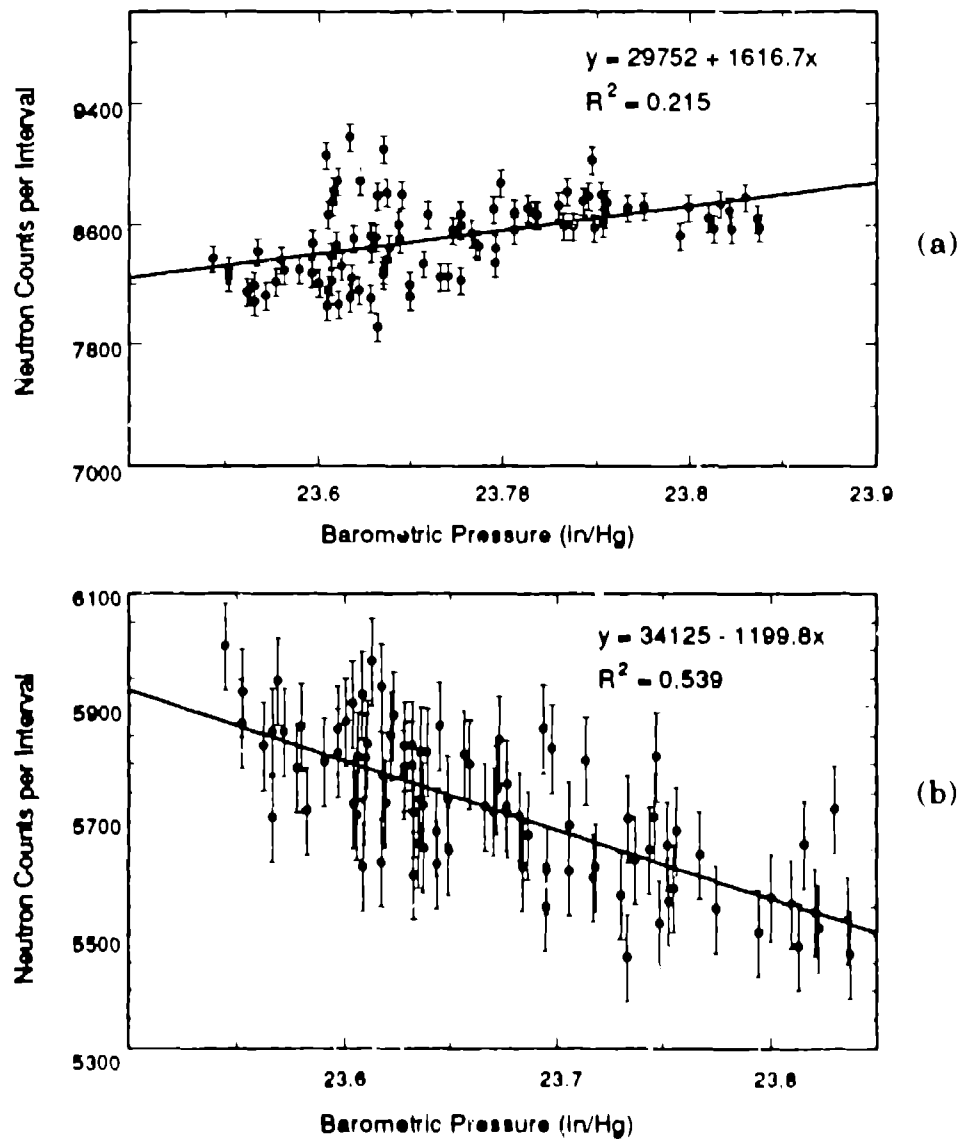 y = 29752 + 1616.7x
R² = 0.215
9400
8600
7800
7000
Neutron Counts per Interval
(a)
23.6
23.78
23.8
23.9
Barometric Pressure (in/Hg)
6100
5900
5700
5500
5300
y = 34125 - 1199.8x
R² = 0.539
Neutron Counts per Interval
(b)
23.6
23.7
23.8
Barometric Pressure (in/Hg)